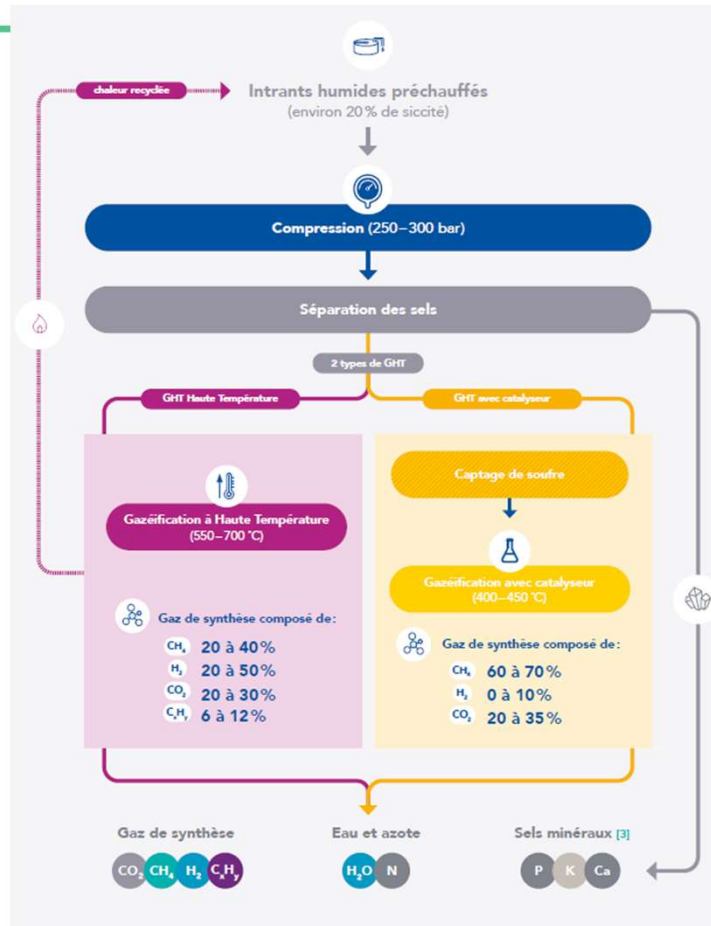 chaleur recyclée
Intrants humides préchauffés
(environ 20% de siccité)
Compression (250–300 bar)
Séparation des sels
2 types de GHT
GHT Haute Température
GHT avec catalyseur
Gazéification à Haute Température
(550–700 °C)
Gaz de synthèse composé de:
CH₄ 20 à 40%
H₂ 20 à 50%
CO₂ 20 à 30%
CₓHᵧ 6 à 12%
Captage de soufre
Gazéification avec catalyseur
(400–450 °C)
Gaz de synthèse composé de:
CH₄ 60 à 70%
H₂ 0 à 10%
CO₂ 20 à 35%
Gaz de synthèse
CO₂ CH₄ H₂ CₓHᵧ
Eau et azote
H₂O N
Sels minéraux [3]
P K Ca